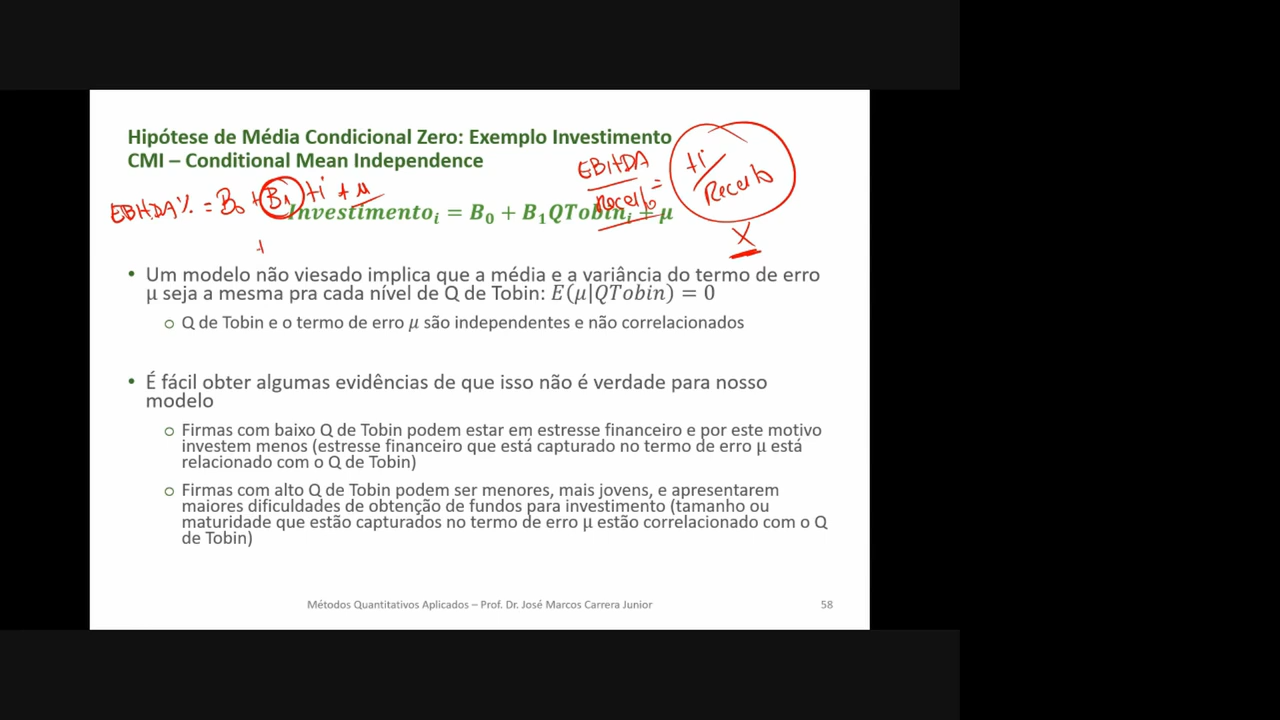 Hipótese de Média Condicional Zero: Exemplo Investimento
CMI – Conditional Mean Independence
EBITDA% = B₀ + B₁ ti + μ
EBITDA
Receita
=
ti
Receita
X
Investimentoᵢ = B₀ + B₁QTobinᵢ + μ
+
• Um modelo não viesado implica que a média e a variância do termo de erro
μ seja a mesma pra cada nível de Q de Tobin: E(μ|QTobin) = 0
o Q de Tobin e o termo de erro μ são independentes e não correlacionados
• É fácil obter algumas evidências de que isso não é verdade para nosso
modelo
o Firmas com baixo Q de Tobin podem estar em estresse financeiro e por este motivo
investem menos (estresse financeiro que está capturado no termo de erro μ está
relacionado com o Q de Tobin)
o Firmas com alto Q de Tobin podem ser menores, mais jovens, e apresentarem
maiores dificuldades de obtenção de fundos para investimento (tamanho ou
maturidade que estão capturados no termo de erro μ estão correlacionado com o Q
de Tobin)
Métodos Quantitativos Aplicados – Prof. Dr. José Marcos Carrera Junior
58